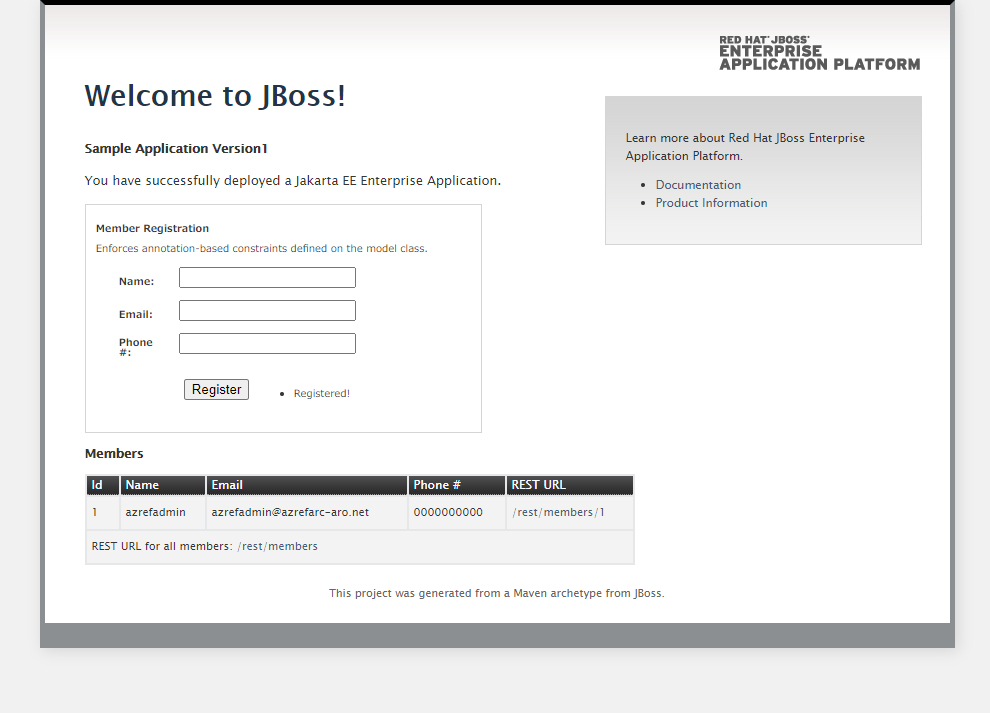 RED HAT® JBOSS®
ENTERPRISE
APPLICATION PLATFORM
Welcome to JBoss!
Sample Application Version1
You have successfully deployed a Jakarta EE Enterprise Application.
Learn more about Red Hat JBoss Enterprise
Application Platform.
• Documentation
• Product Information
Member Registration
Enforces annotation-based constraints defined on the model class.
Name:
Email:
Phone
#:
Register • Registered!
Members
Id Name Email Phone # REST URL
1 azrefadmin azrefadmin@azrefarc-aro.net 0000000000 /rest/members/1
REST URL for all members: /rest/members
This project was generated from a Maven archetype from JBoss.